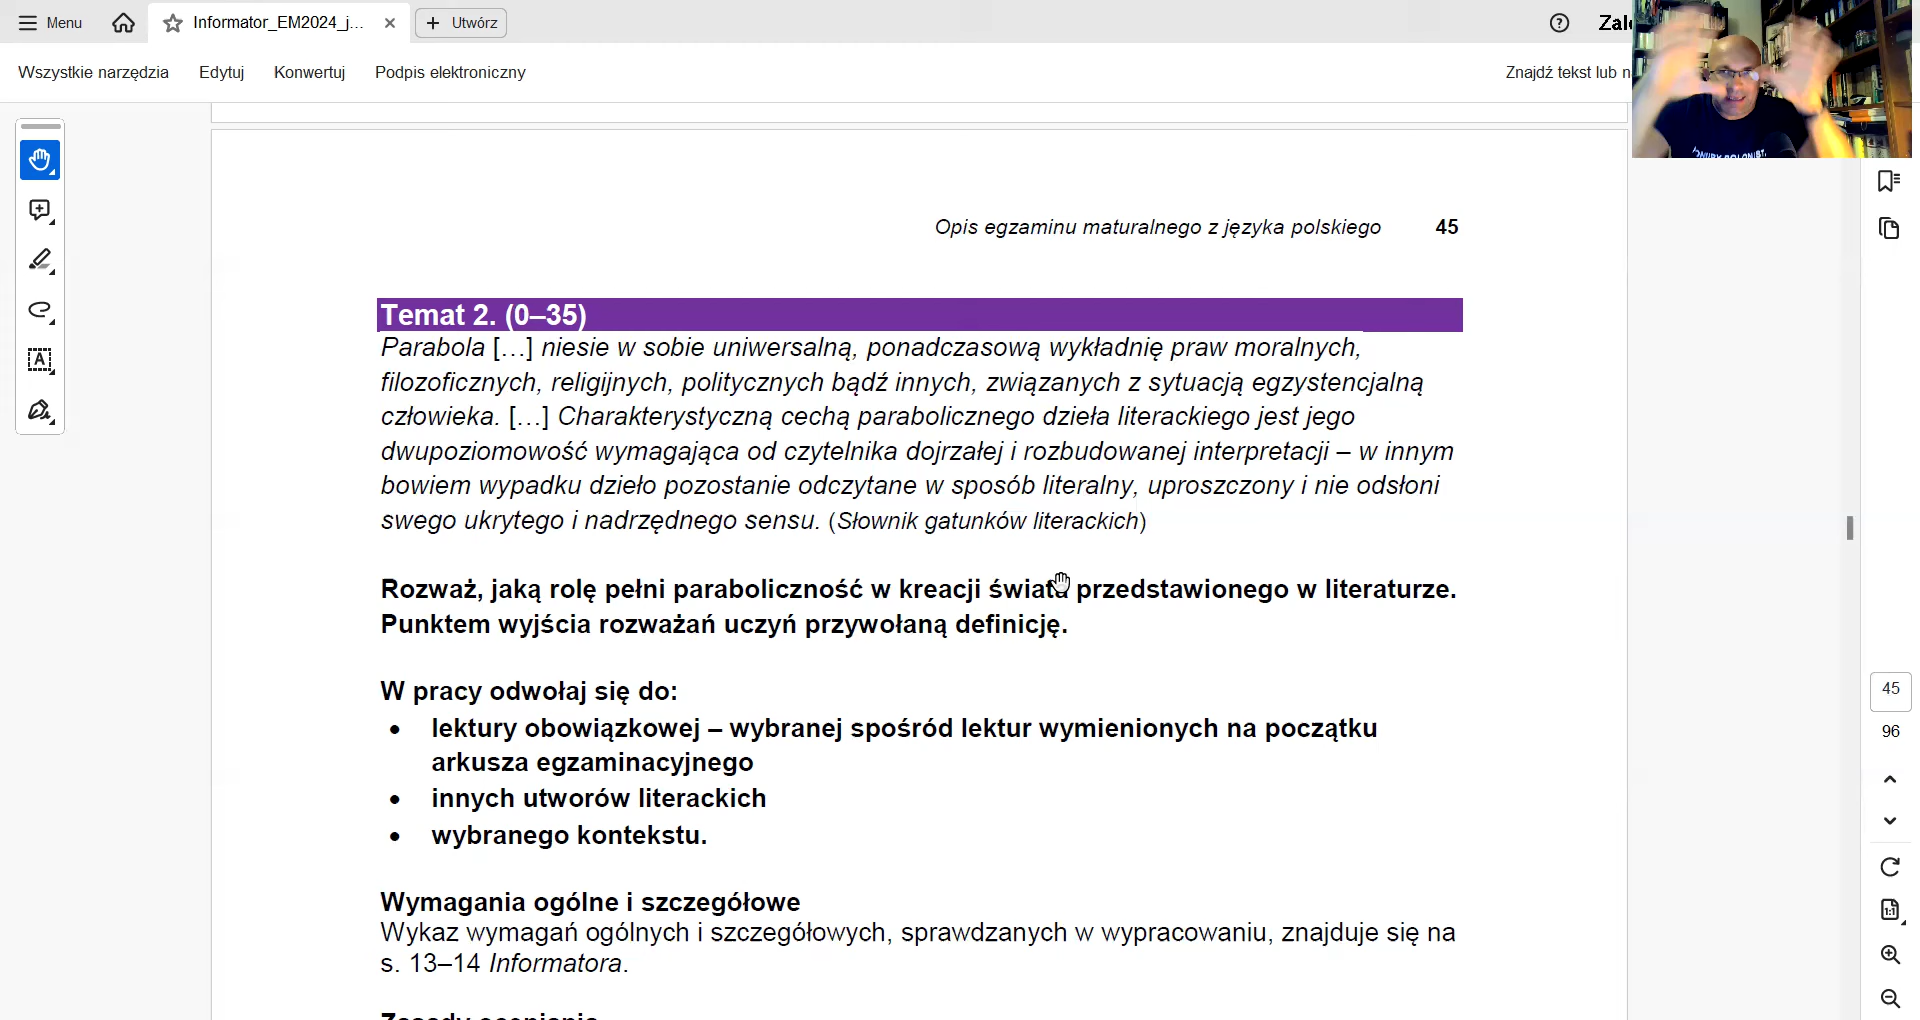 Menu
Informator_EM2024_j...
Utwórz
Wszystkie narzędzia
Edytuj
Konwertuj
Podpis elektroniczny
Znajdź tekst lub n
Opis egzaminu maturalnego z języka polskiego 45
Temat 2. (0–35)
Parabola […] niesie w sobie uniwersalną, ponadczasową wykładnię praw moralnych,
filozoficznych, religijnych, politycznych bądź innych, związanych z sytuacją egzystencjalną
człowieka. […] Charakterystyczną cechą parabolicznego dzieła literackiego jest jego
dwupoziomowość wymagająca od czytelnika dojrzałej i rozbudowanej interpretacji – w innym
bowiem wypadku dzieło pozostanie odczytane w sposób literalny, uproszczony i nie odsłoni
swego ukrytego i nadrzędnego sensu. (Słownik gatunków literackich)
Rozważ, jaką rolę pełni paraboliczność w kreacji świata przedstawionego w literaturze.
Punktem wyjścia rozważań uczyń przywołaną definicję.
W pracy odwołaj się do:
• lektury obowiązkowej – wybranej spośród lektur wymienionych na początku
arkusza egzaminacyjnego
• innych utworów literackich
• wybranego kontekstu.
Wymagania ogólne i szczegółowe
Wykaz wymagań ogólnych i szczegółowych, sprawdzanych w wypracowaniu, znajduje się na
s. 13–14 Informatora.
45
96